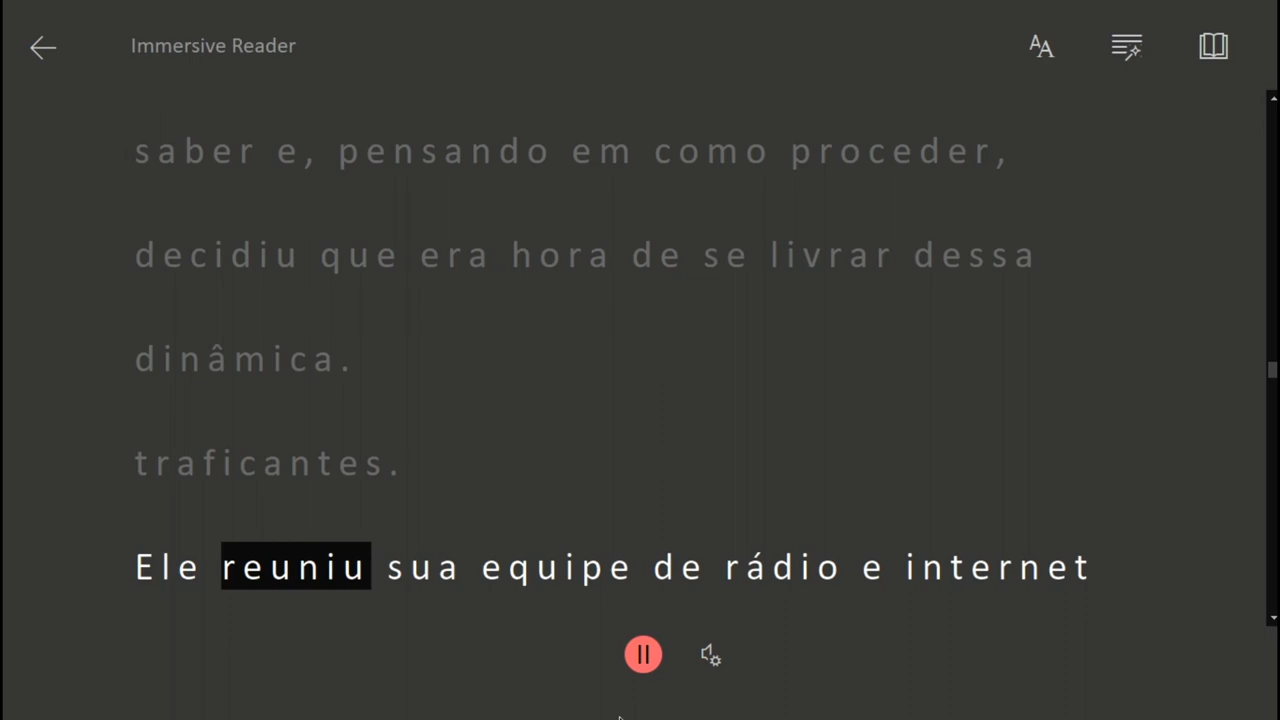 Immersive Reader
saber e, pensando em como proceder,
decidiu que era hora de se livrar dessa
dinâmica.
traficantes.
Ele reuniu sua equipe de rádio e internet